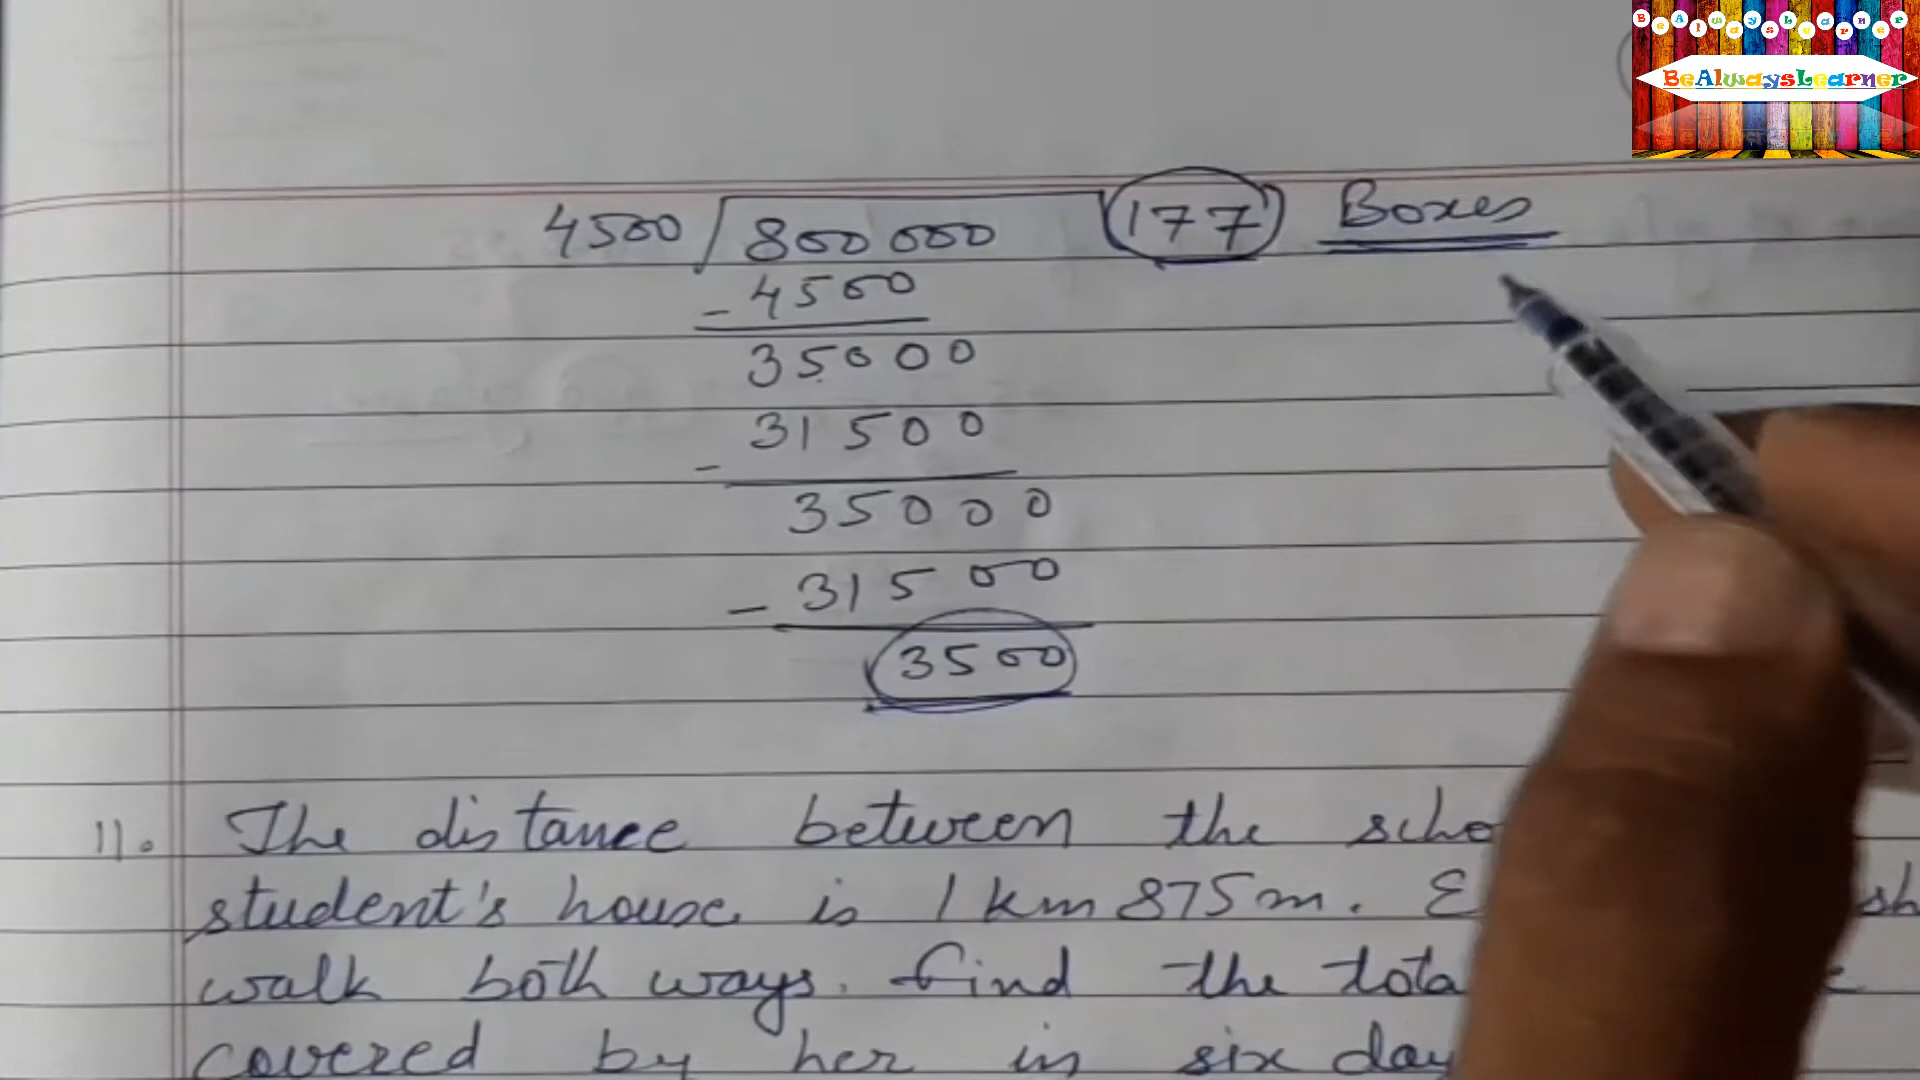 BeAlwaysLearner
BeAlwaysLearner
4500 800000 177 Boxes
- 4500
35000
- 31500
35000
- 31500
3500
11. The distance between the
student's house is 1 km 875 m.
walk both ways. Find the
covered by her in six